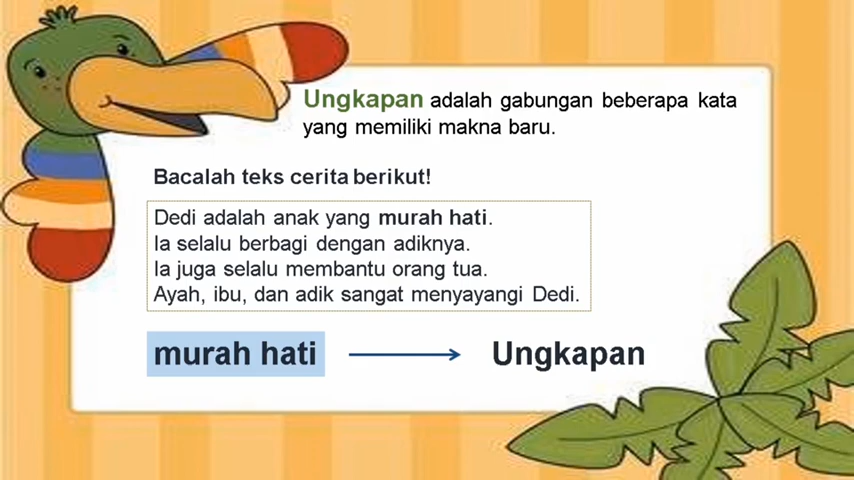 Ungkapan adalah gabungan beberapa kata
yang memiliki makna baru.
Bacalah teks cerita berikut!
Dedi adalah anak yang murah hati.
Ia selalu berbagi dengan adiknya.
Ia juga selalu membantu orang tua.
Ayah, ibu, dan adik sangat menyayangi Dedi.
murah hati Ungkapan